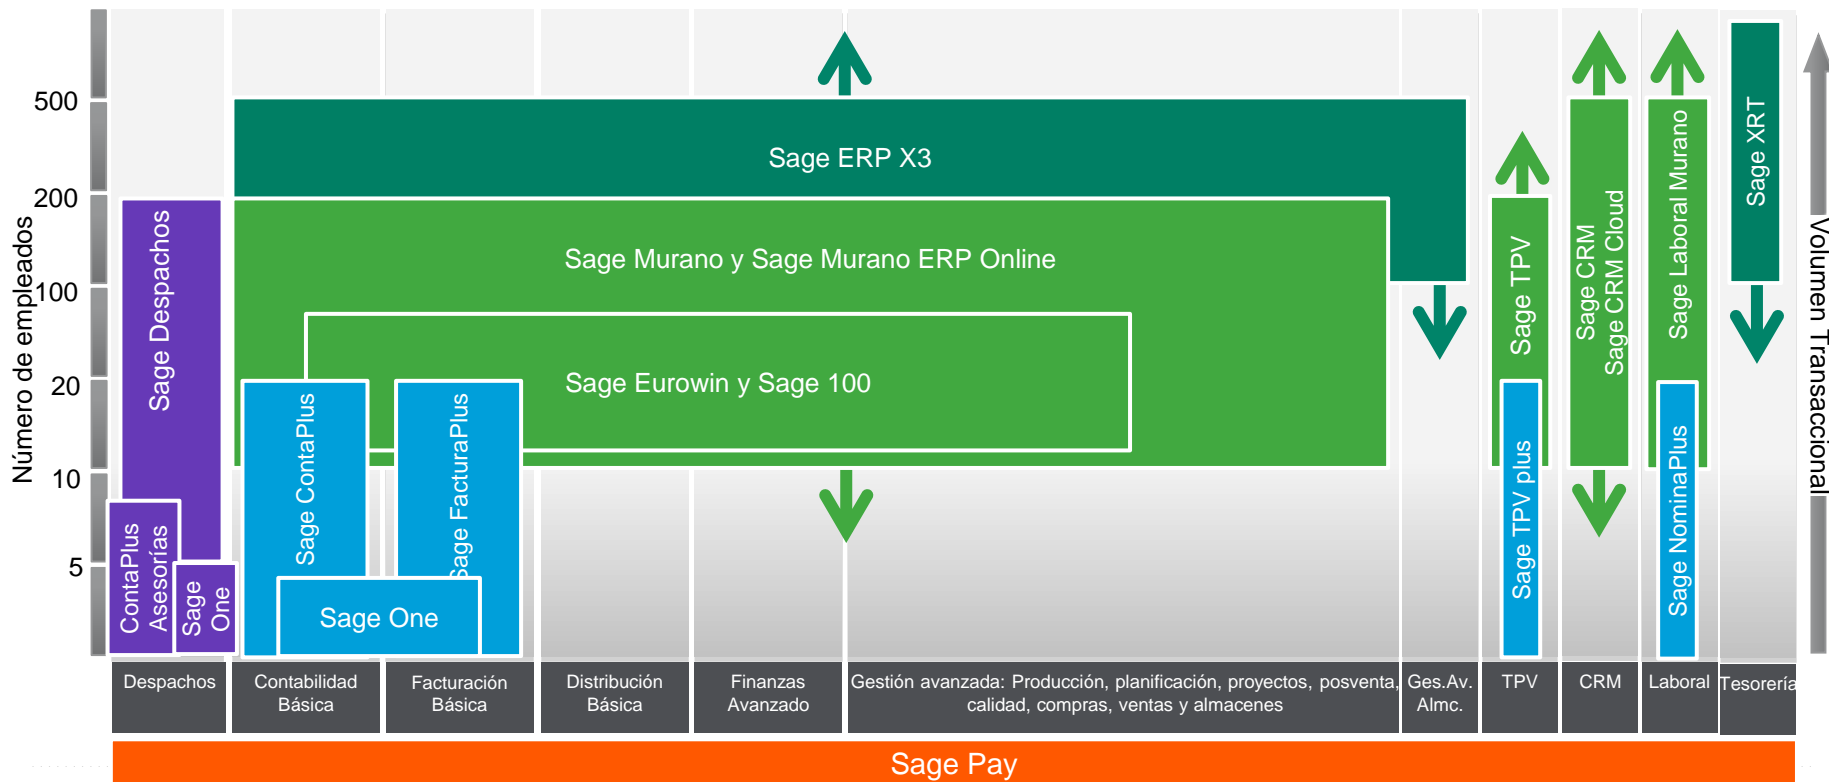 500
200
100
20
10
5
Número de empleados
Sage ERP X3
Sage Murano y Sage Murano ERP Online
Sage Eurowin y Sage 100
Sage Despachos
ContaPlus
Asesorías
Sage
One
Sage ContaPlus
Sage FacturaPlus
Sage One
Sage TPV
Sage TPV plus
Sage CRM
Sage CRM Cloud
Sage Laboral Murano
Sage NominaPlus
Sage XRT
Volumen Transaccional
Despachos
Contabilidad
Básica
Facturación
Básica
Distribución
Básica
Finanzas
Avanzado
Gestión avanzada: Producción, planificación, proyectos, posventa,
calidad, compras, ventas y almacenes
Ges.Av.
Almc.
TPV
CRM
Laboral
Tesorería
Sage Pay